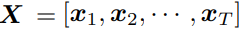 X = [x₁, x₂, ⋯ , x_T]